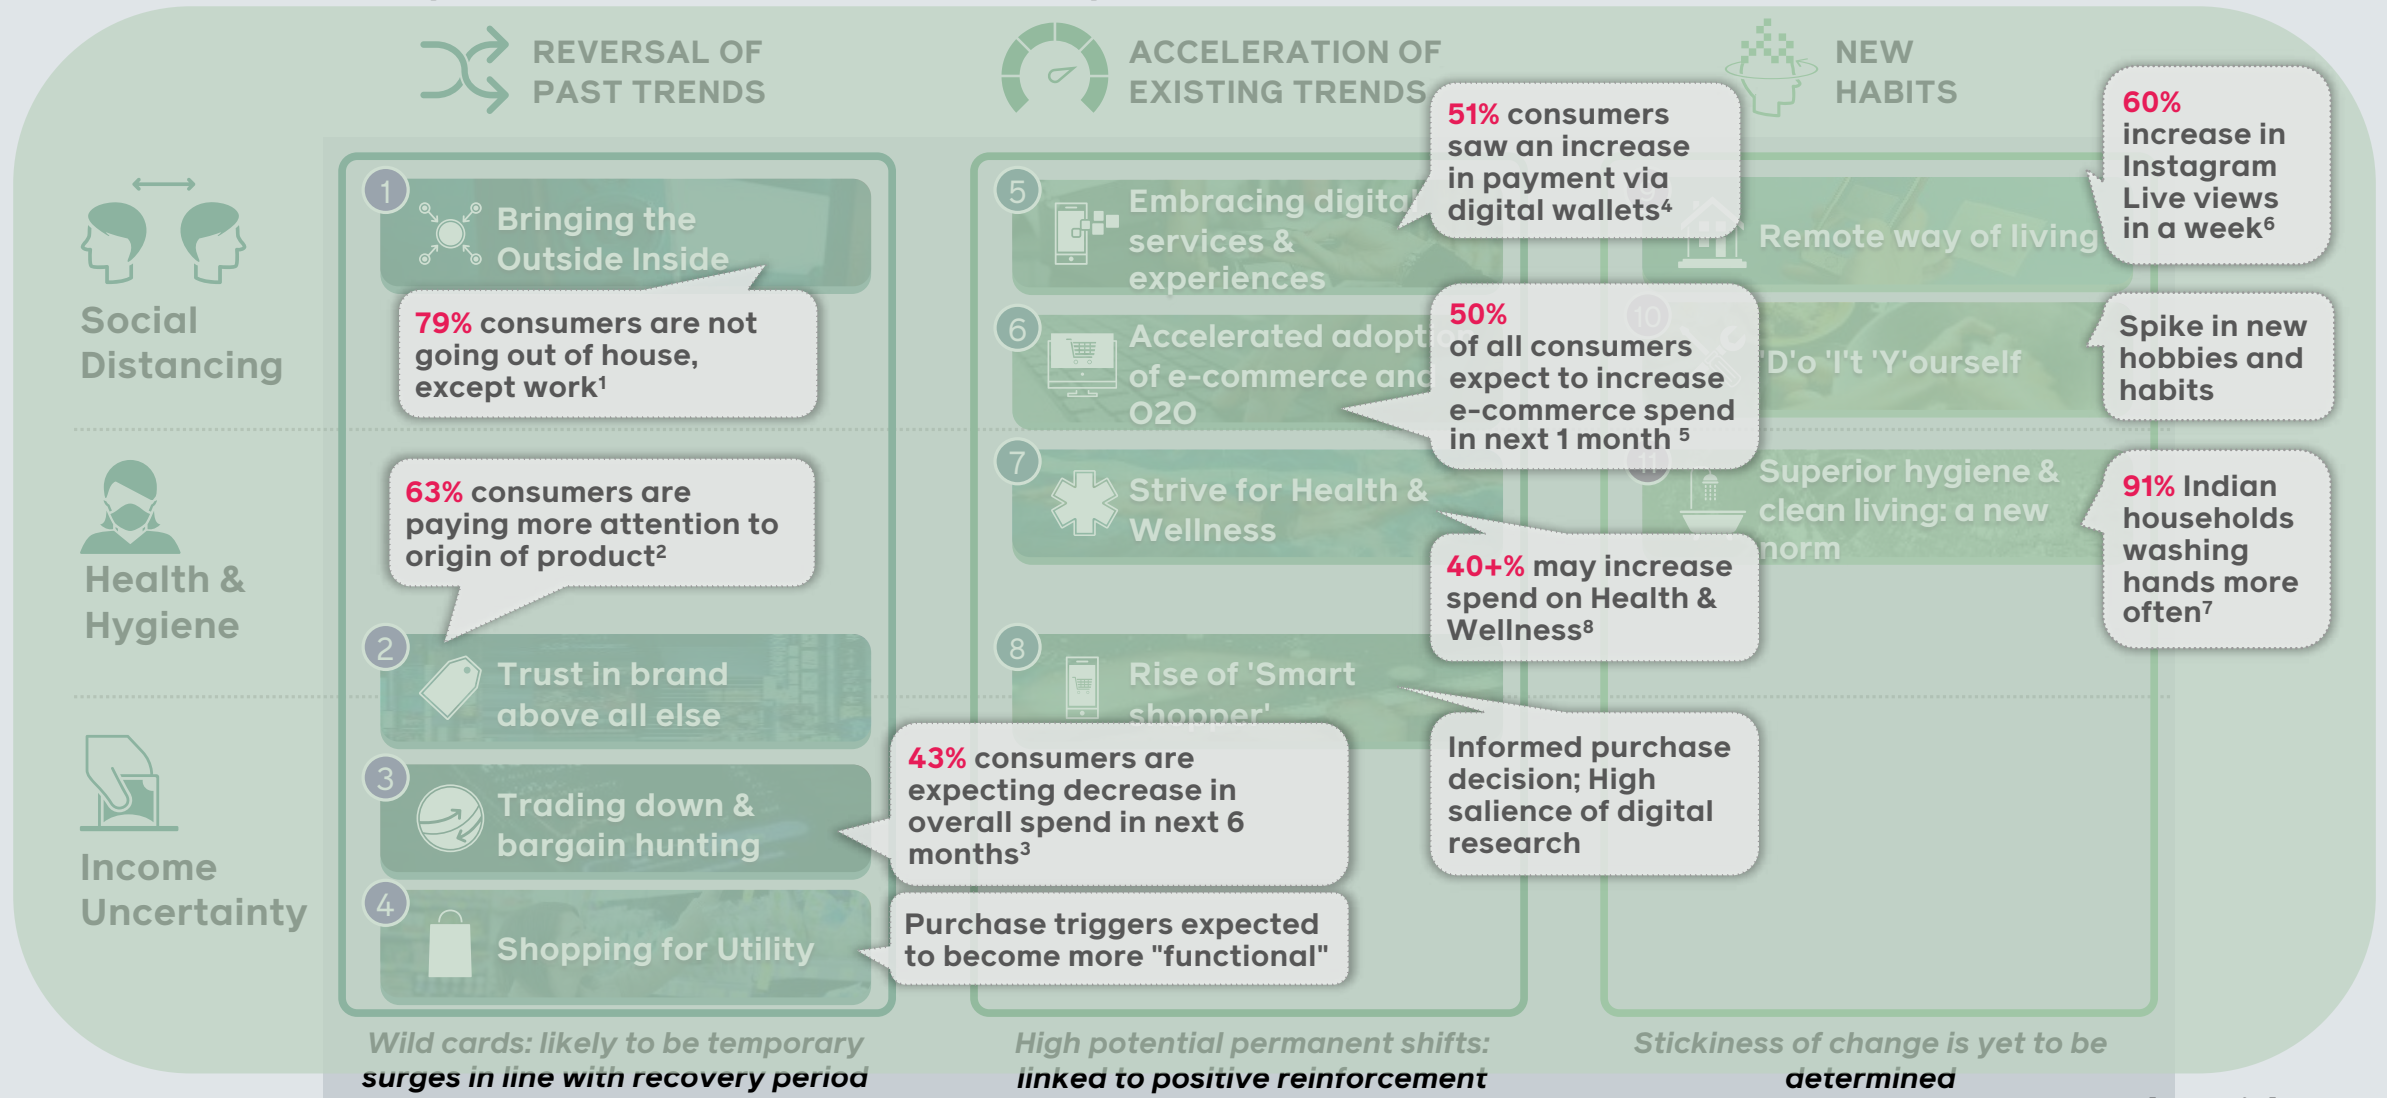 REVERSAL OF
PAST TRENDS
ACCELERATION OF
EXISTING TRENDS
NEW
HABITS
Social
Distancing
Health &
Hygiene
Income
Uncertainty
1
Bringing the
Outside Inside
79% consumers are not
going out of house,
except work¹
63% consumers are
paying more attention to
origin of product²
2
Trust in brand
above all else
3
Trading down &
bargain hunting
43% consumers are
expecting decrease in
overall spend in next 6
months³
4
Shopping for Utility
Purchase triggers expected
to become more "functional"
Wild cards: likely to be temporary
surges in line with recovery period
5
Embracing digital
services &
experiences
51% consumers
saw an increase
in payment via
digital wallets⁴
6
Accelerated adoption
of e-commerce and
O2O
50%
of all consumers
expect to increase
e-commerce spend
in next 1 month ⁵
7
Strive for Health &
Wellness
40+% may increase
spend on Health &
Wellness⁸
8
Rise of 'Smart
shopper'
Informed purchase
decision; High
salience of digital
research
High potential permanent shifts:
linked to positive reinforcement
Remote way of living
60%
increase in
Instagram
Live views
in a week⁶
10
'D'o 'I't 'Y'ourself
Spike in new
hobbies and
habits
11
Superior hygiene &
clean living: a new
norm
91% Indian
households
washing
hands more
often⁷
Stickiness of change is yet to be
determined